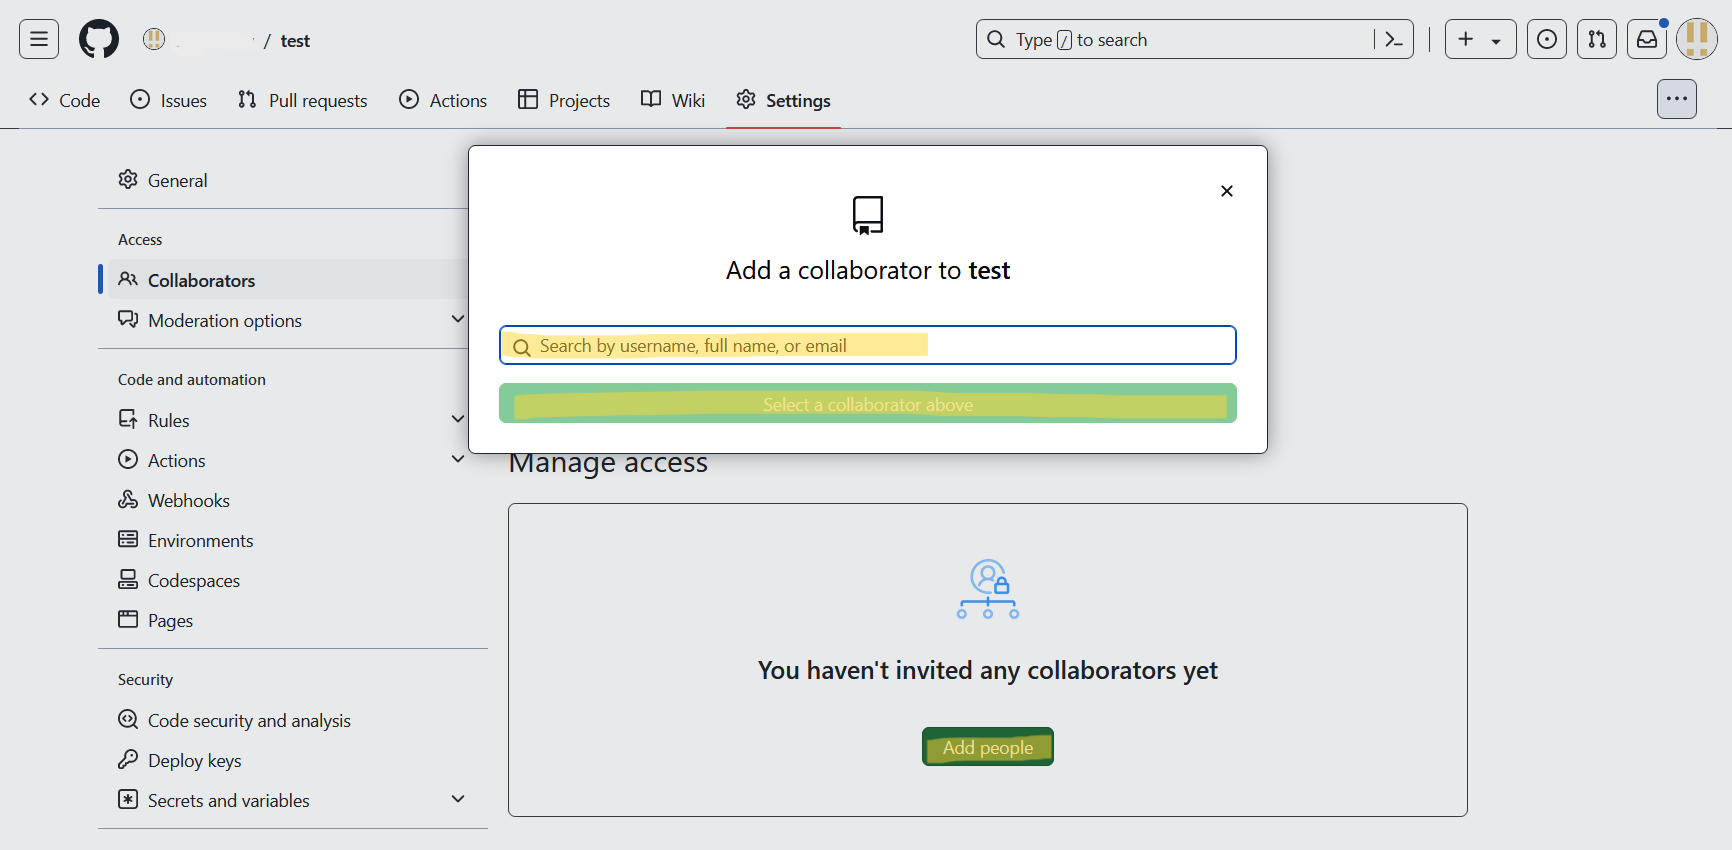 / test
Type / to search
Code
Issues
Pull requests
Actions
Projects
Wiki
Settings
General
Access
Collaborators
Moderation options
Code and automation
Rules
Actions
Webhooks
Environments
Codespaces
Pages
Security
Code security and analysis
Deploy keys
Secrets and variables
Add a collaborator to test
Search by username, full name, or email
Select a collaborator above
Manage access
You haven't invited any collaborators yet
Add people